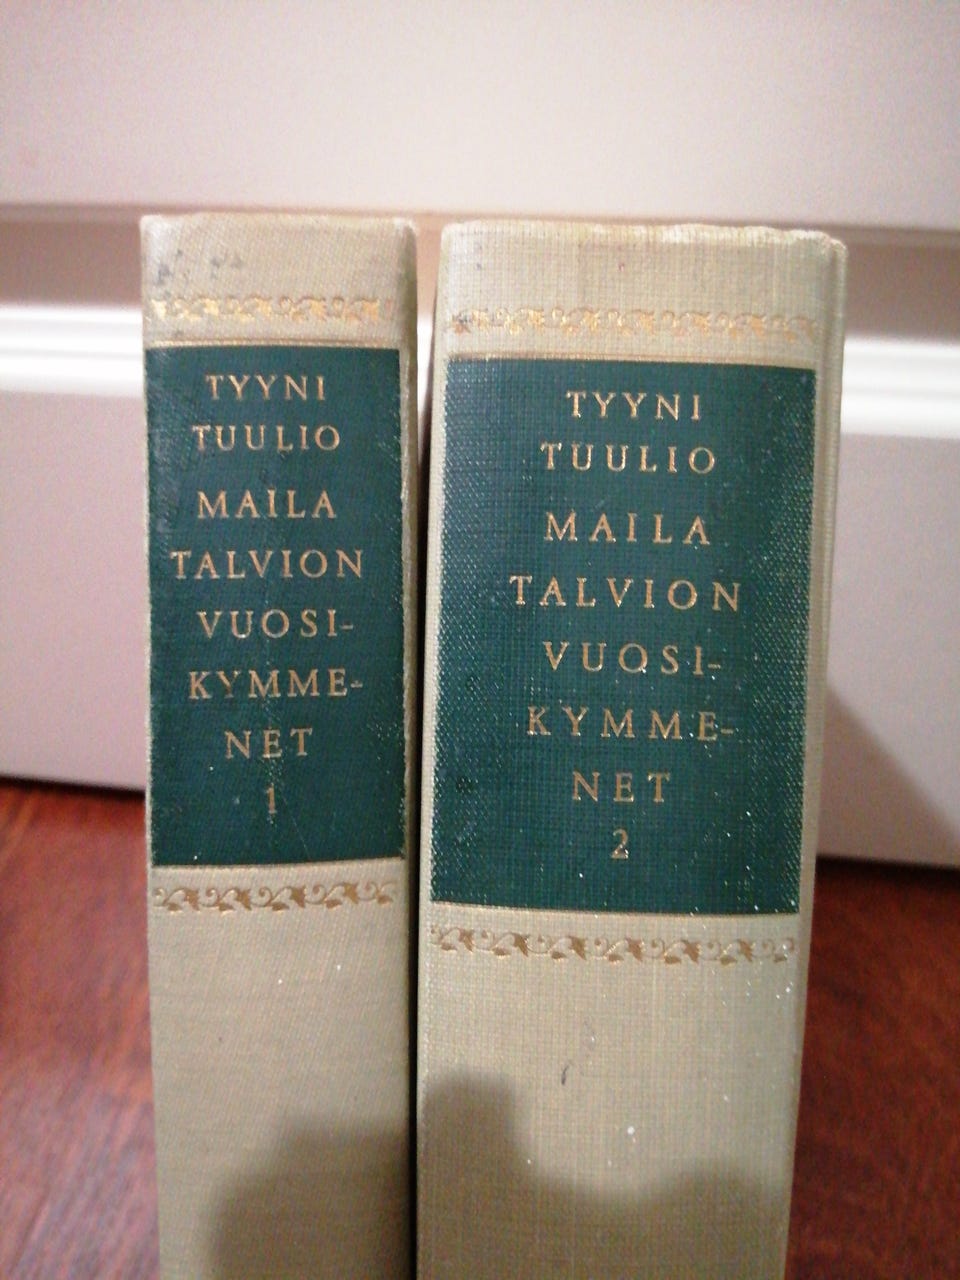 TYYNI
TUULIO
MAILA
TALVION
VUOSI-
KYMME-
NET
1
TYYNI
TUULIO
MAILA
TALVION
VUOSI-
KYMME-
NET
2